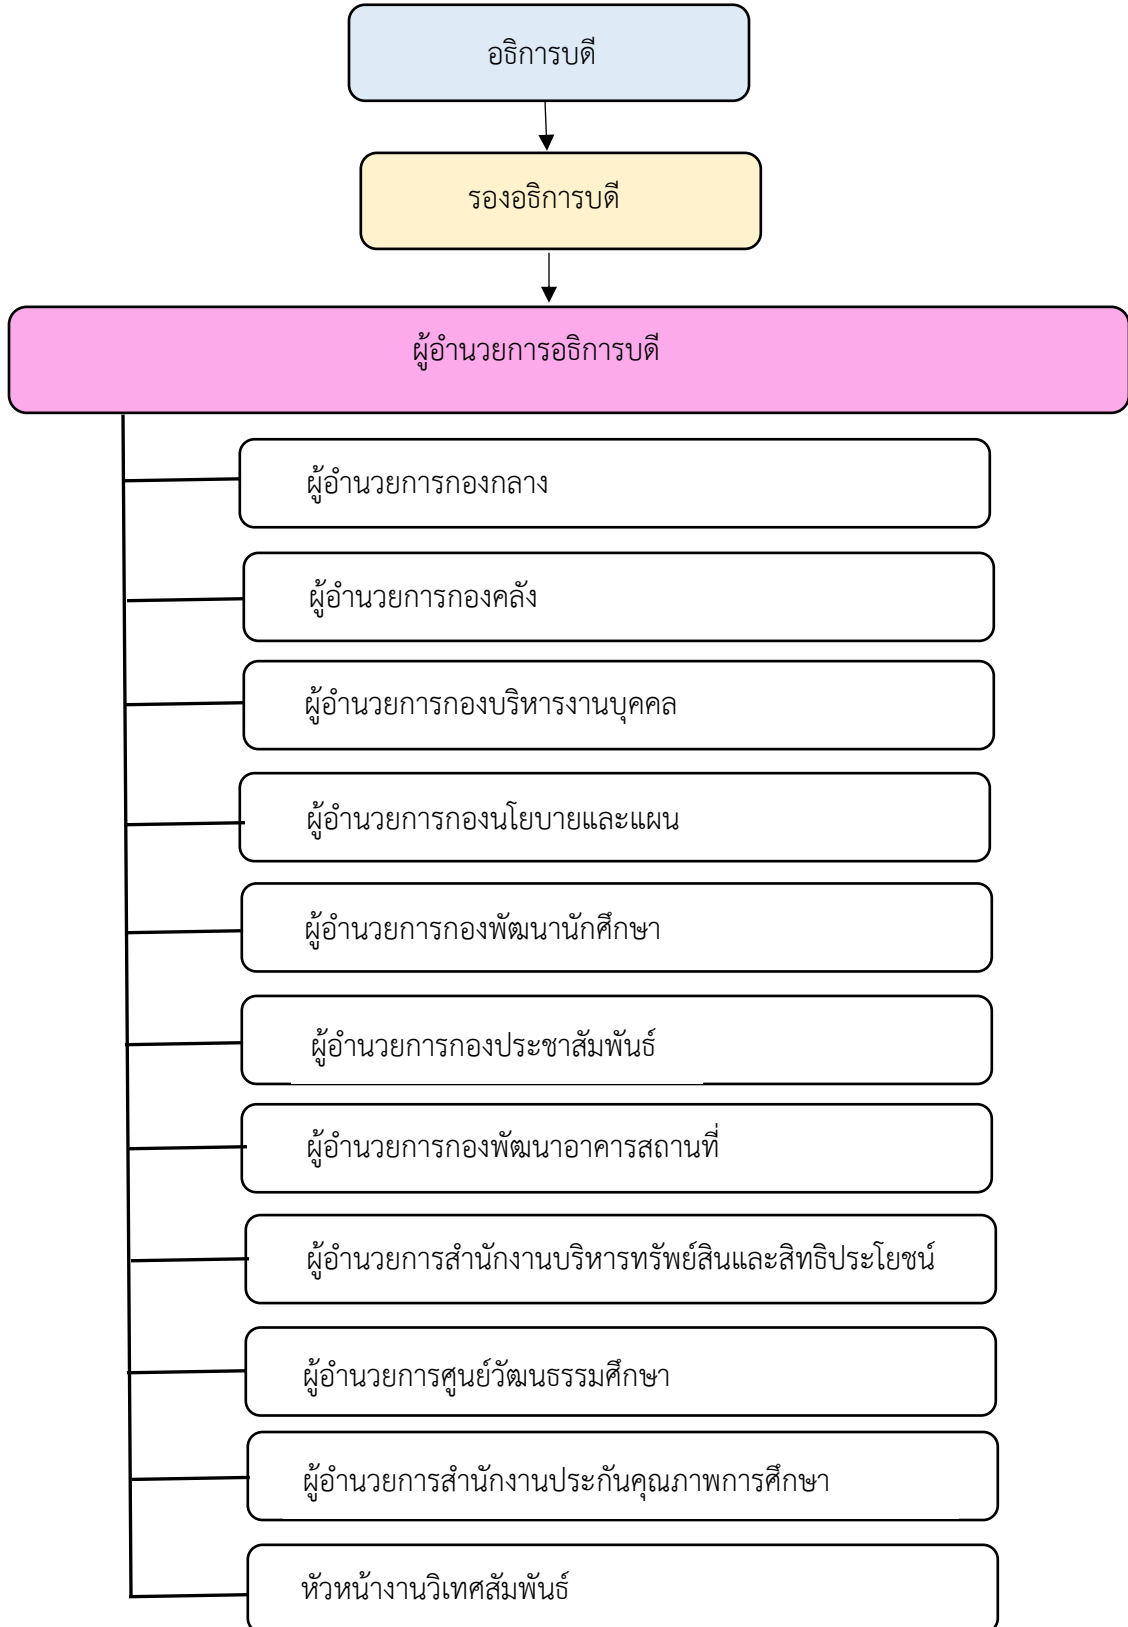 อธิการบดี
รองอธิการบดี
ผู้อำนวยการอธิการบดี
ผู้อำนวยการกองกลาง
ผู้อำนวยการกองคลัง
ผู้อำนวยการกองบริหารงานบุคคล
ผู้อำนวยการกองนโยบายและแผน
ผู้อำนวยการกองพัฒนานักศึกษา
ผู้อำนวยการกองประชาสัมพันธ์
ผู้อำนวยการกองพัฒนาอาคารสถานที่
ผู้อำนวยการสำนักงานบริหารทรัพย์สินและสิทธิประโยชน์
ผู้อำนวยการศูนย์วัฒนธรรมศึกษา
ผู้อำนวยการสำนักงานประกันคุณภาพการศึกษา
หัวหน้างานวิเทศสัมพันธ์